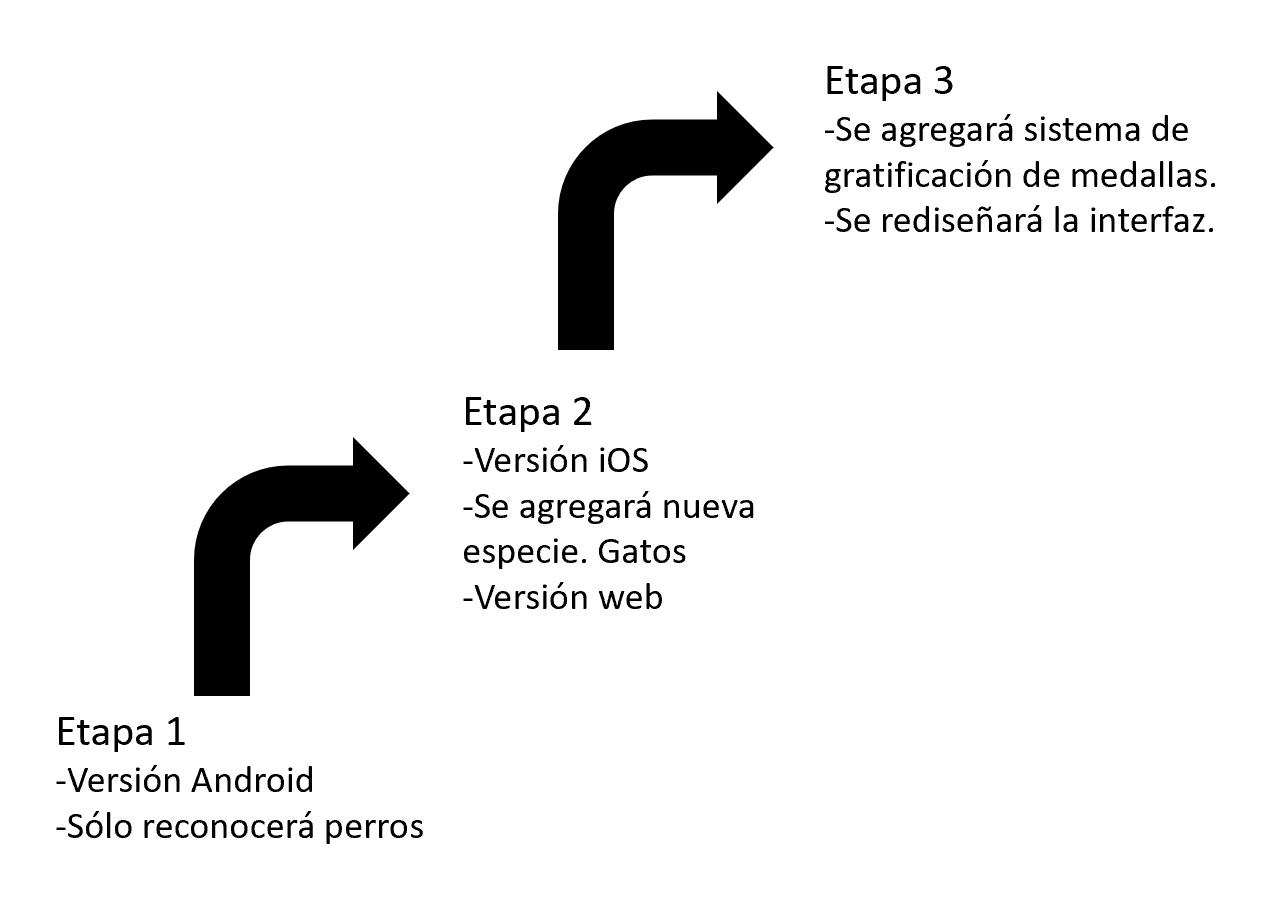 Etapa 3
-Se agregará sistema de
gratificación de medallas.
-Se rediseñará la interfaz.
Etapa 2
-Versión iOS
-Se agregará nueva
especie. Gatos
-Versión web
Etapa 1
-Versión Android
-Sólo reconocerá perros